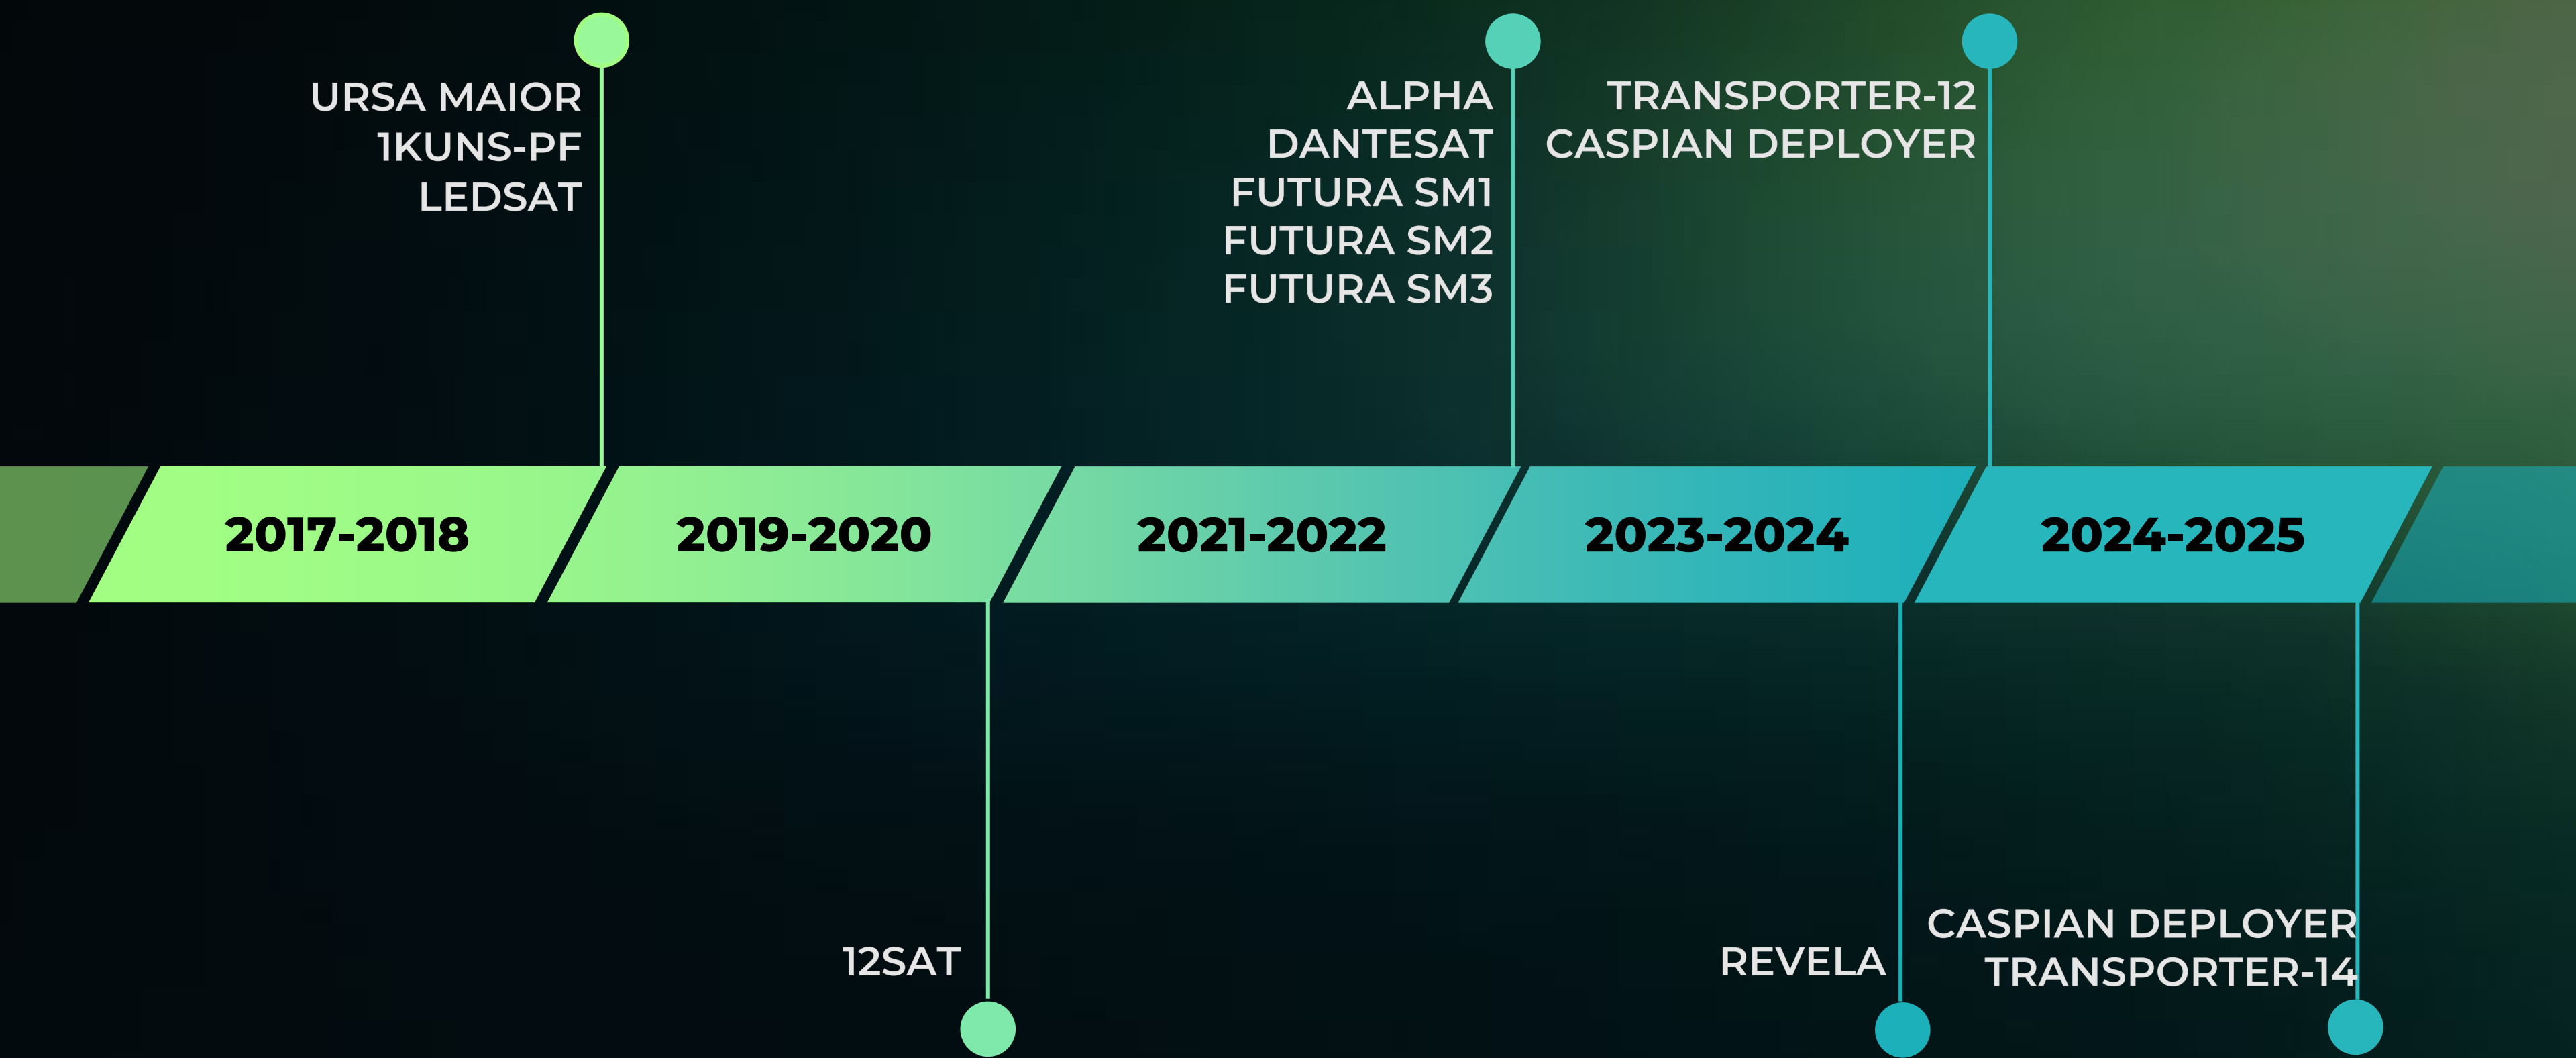 URSA MAIOR
1KUNS-PF
LEDSAT
ALPHA
DANTESAT
FUTURA SM1
FUTURA SM2
FUTURA SM3
TRANSPORTER-12
CASPIAN DEPLOYER
2017-2018
2019-2020
2021-2022
2023-2024
2024-2025
12SAT
REVELA
CASPIAN DEPLOYER
TRANSPORTER-14